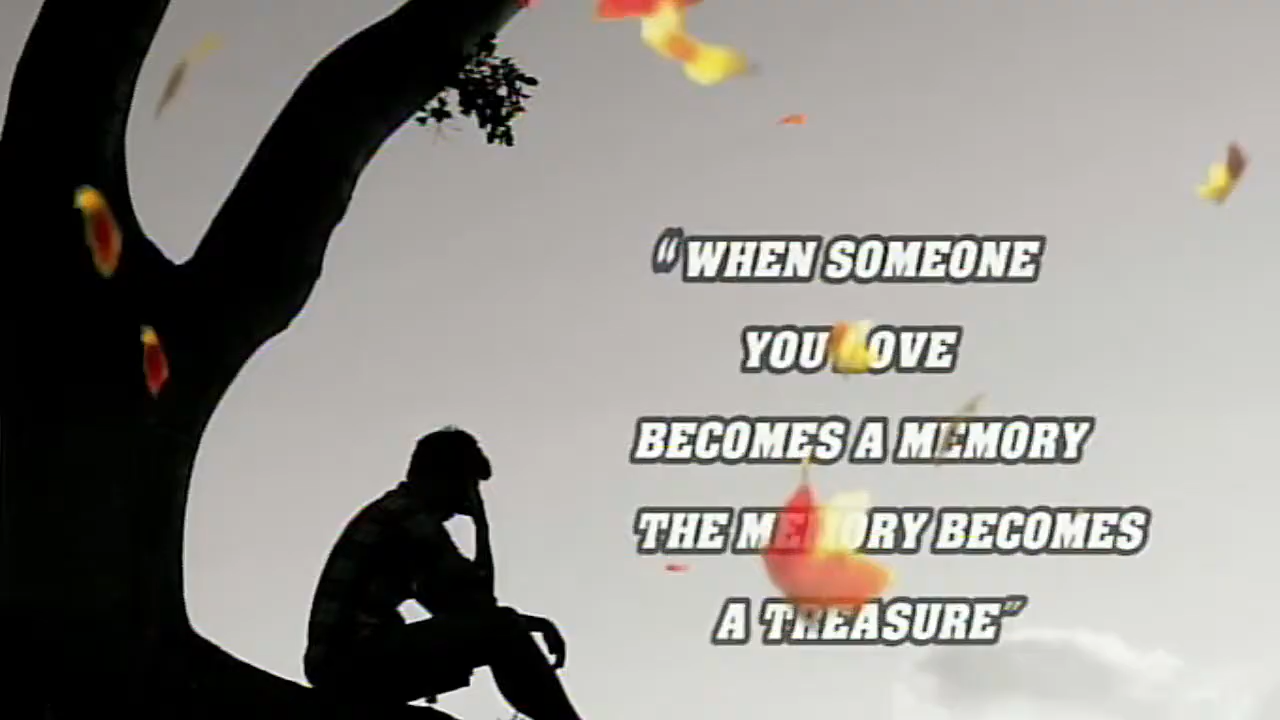 “WHEN SOMEONE
YOU LOVE
BECOMES A MEMORY
THE MEMORY BECOMES
A TREASURE”